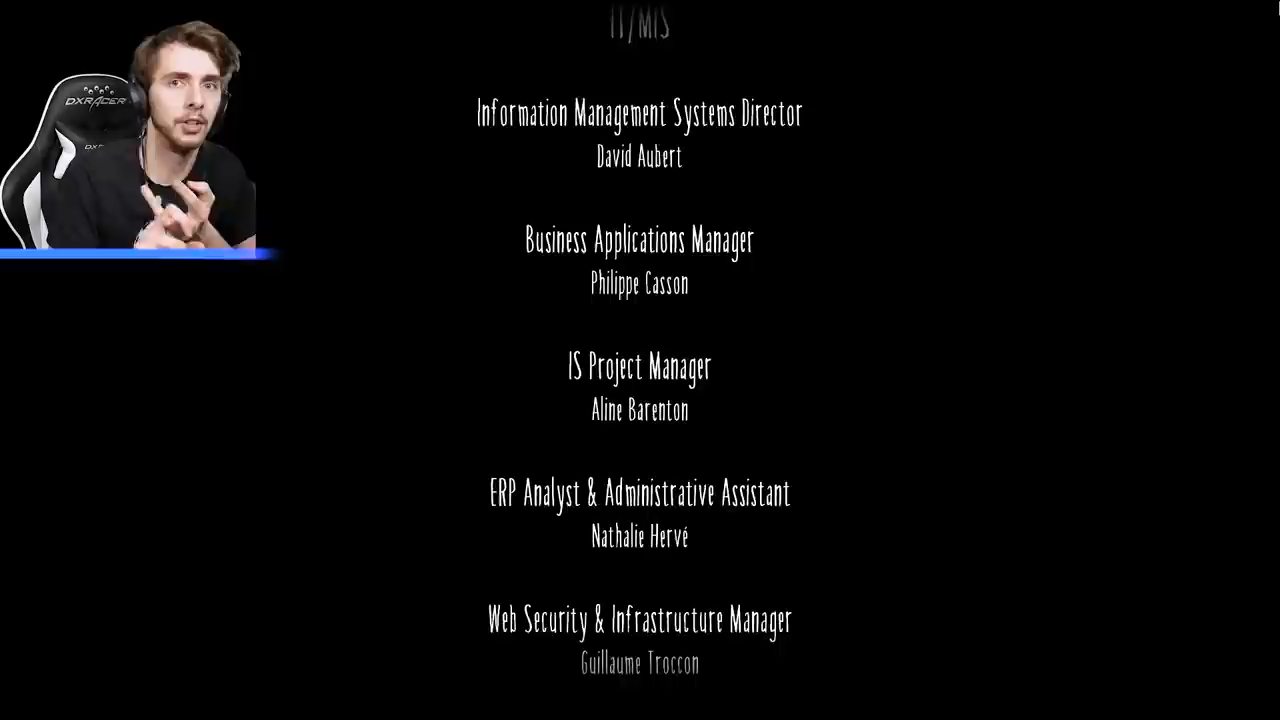 IT/MIS
DXRACER
Information Management Systems Director
David Aubert
Business Applications Manager
Philippe Casson
IS Project Manager
Aline Barenton
ERP Analyst & Administrative Assistant
Nathalie Hervé
Web Security & Infrastructure Manager
Guillaume Troccon